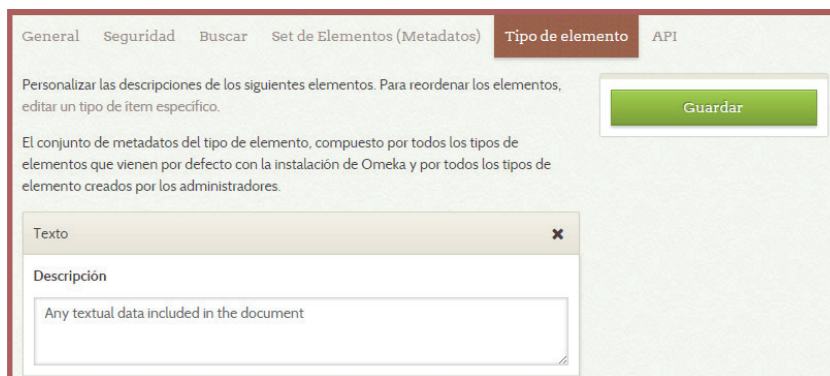 General Seguridad Buscar Set de Elementos (Metadatos) Tipo de elemento API
Personalizar las descripciones de los siguientes elementos. Para reordenar los elementos,
editar un tipo de ítem específico.
Guardar
El conjunto de metadatos del tipo de elemento, compuesto por todos los tipos de
elementos que vienen por defecto con la instalación de Omeka y por todos los tipos de
elemento creados por los administradores.
Texto
Descripción
Any textual data included in the document